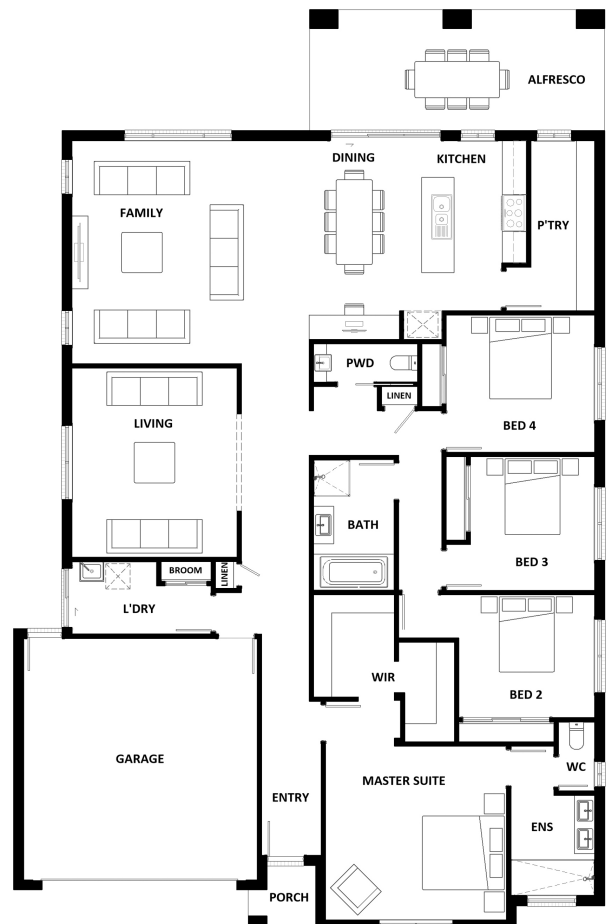 ALFRESCO
DINING
KITCHEN
FAMILY
P'TRY
PWD
LINEN
LIVING
BED 4
BATH
BED 3
BROOM
LINEN
L'DRY
WIR
BED 2
GARAGE
WC
MASTER SUITE
ENTRY
ENS
PORCH